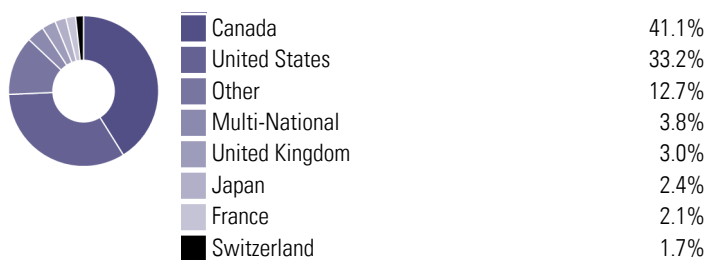 Canada 41.1%
United States 33.2%
Other 12.7%
Multi-National 3.8%
United Kingdom 3.0%
Japan 2.4%
France 2.1%
Switzerland 1.7%